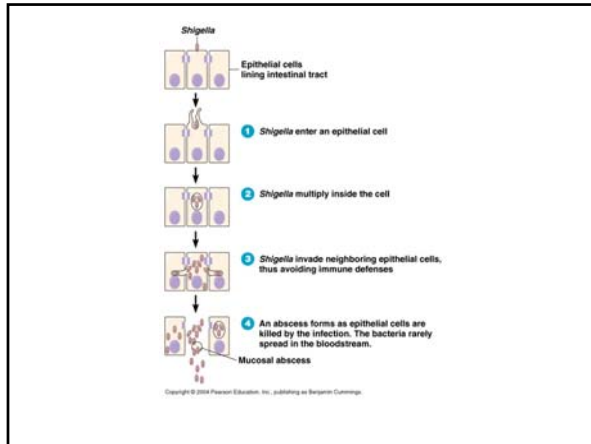 Shigella
Epithelial cells
lining intestinal tract
1 Shigella enter an epithelial cell
2 Shigella multiply inside the cell
3 Shigella invade neighboring epithelial cells,
thus avoiding immune defenses
4 An abscess forms as epithelial cells are
killed by the infection. The bacteria rarely
spread in the bloodstream.
Mucosal abscess
Copyright © 2004 Pearson Education, Inc., publishing as Benjamin Cummings.